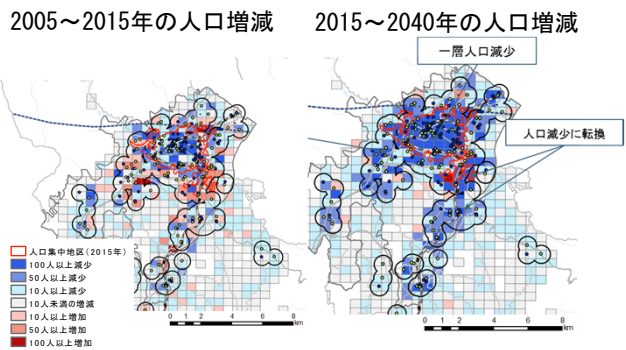 2005～2015年の人口増減
2015～2040年の人口増減
一層人口減少
人口減少に転換
人口集中地区(2015年)
100人以上減少
50人以上減少
10人以上減少
10人未満の増減
10人以上増加
50人以上増加
100人以上増加
0 1 2 4 6 8
km
0 1 2 4 6 8
km